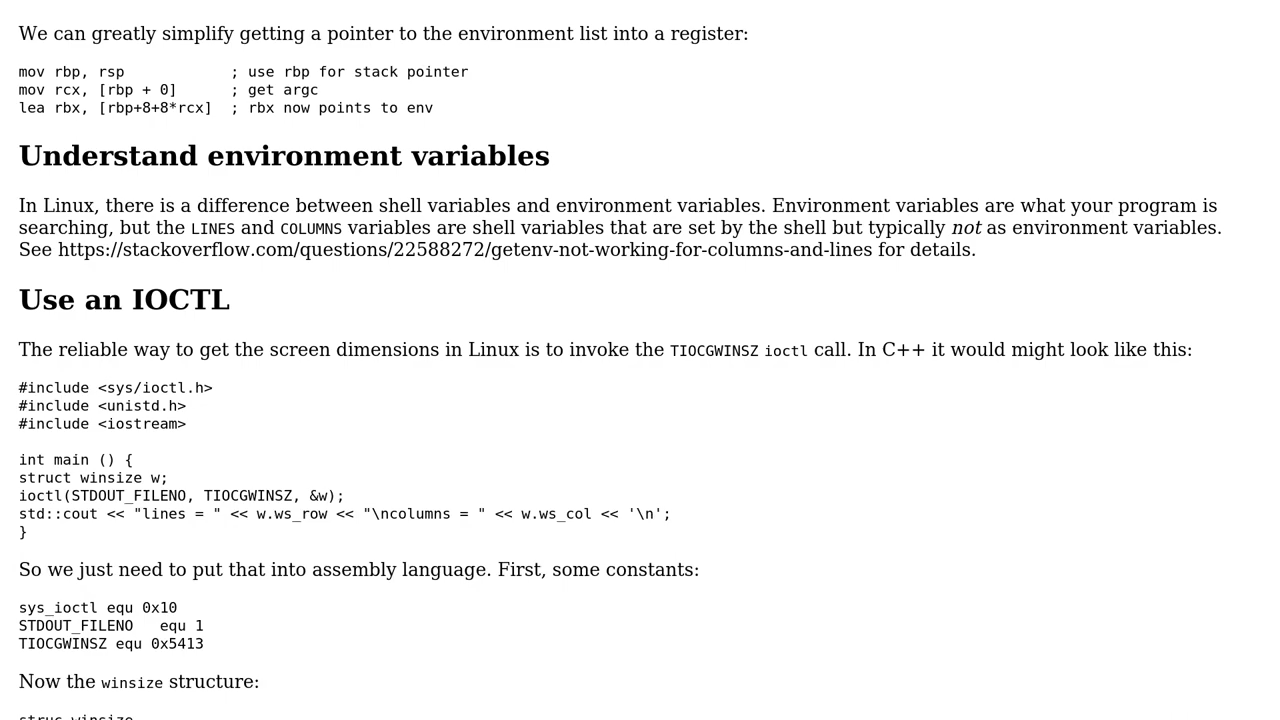 We can greatly simplify getting a pointer to the environment list into a register:
mov rbp, rsp            ; use rbp for stack pointer
mov rcx, [rbp + 0]      ; get argc
lea rbx, [rbp+8+8*rcx]  ; rbx now points to env
Understand environment variables
In Linux, there is a difference between shell variables and environment variables. Environment variables are what your program is
searching, but the LINES and COLUMNS variables are shell variables that are set by the shell but typically not as environment variables.
See https://stackoverflow.com/questions/22588272/getenv-not-working-for-columns-and-lines for details.
Use an IOCTL
The reliable way to get the screen dimensions in Linux is to invoke the TIOCGWINSZ ioctl call. In C++ it would might look like this:
#include <sys/ioctl.h>
#include <unistd.h>
#include <iostream>
int main () {
struct winsize w;
ioctl(STDOUT_FILENO, TIOCGWINSZ, &w);
std::cout << "lines = " << w.ws_row << "\ncolumns = " << w.ws_col << '\n';
}
So we just need to put that into assembly language. First, some constants:
sys_ioctl equ 0x10
STDOUT_FILENO   equ 1
TIOCGWINSZ equ 0x5413
Now the winsize structure:
struc winsize